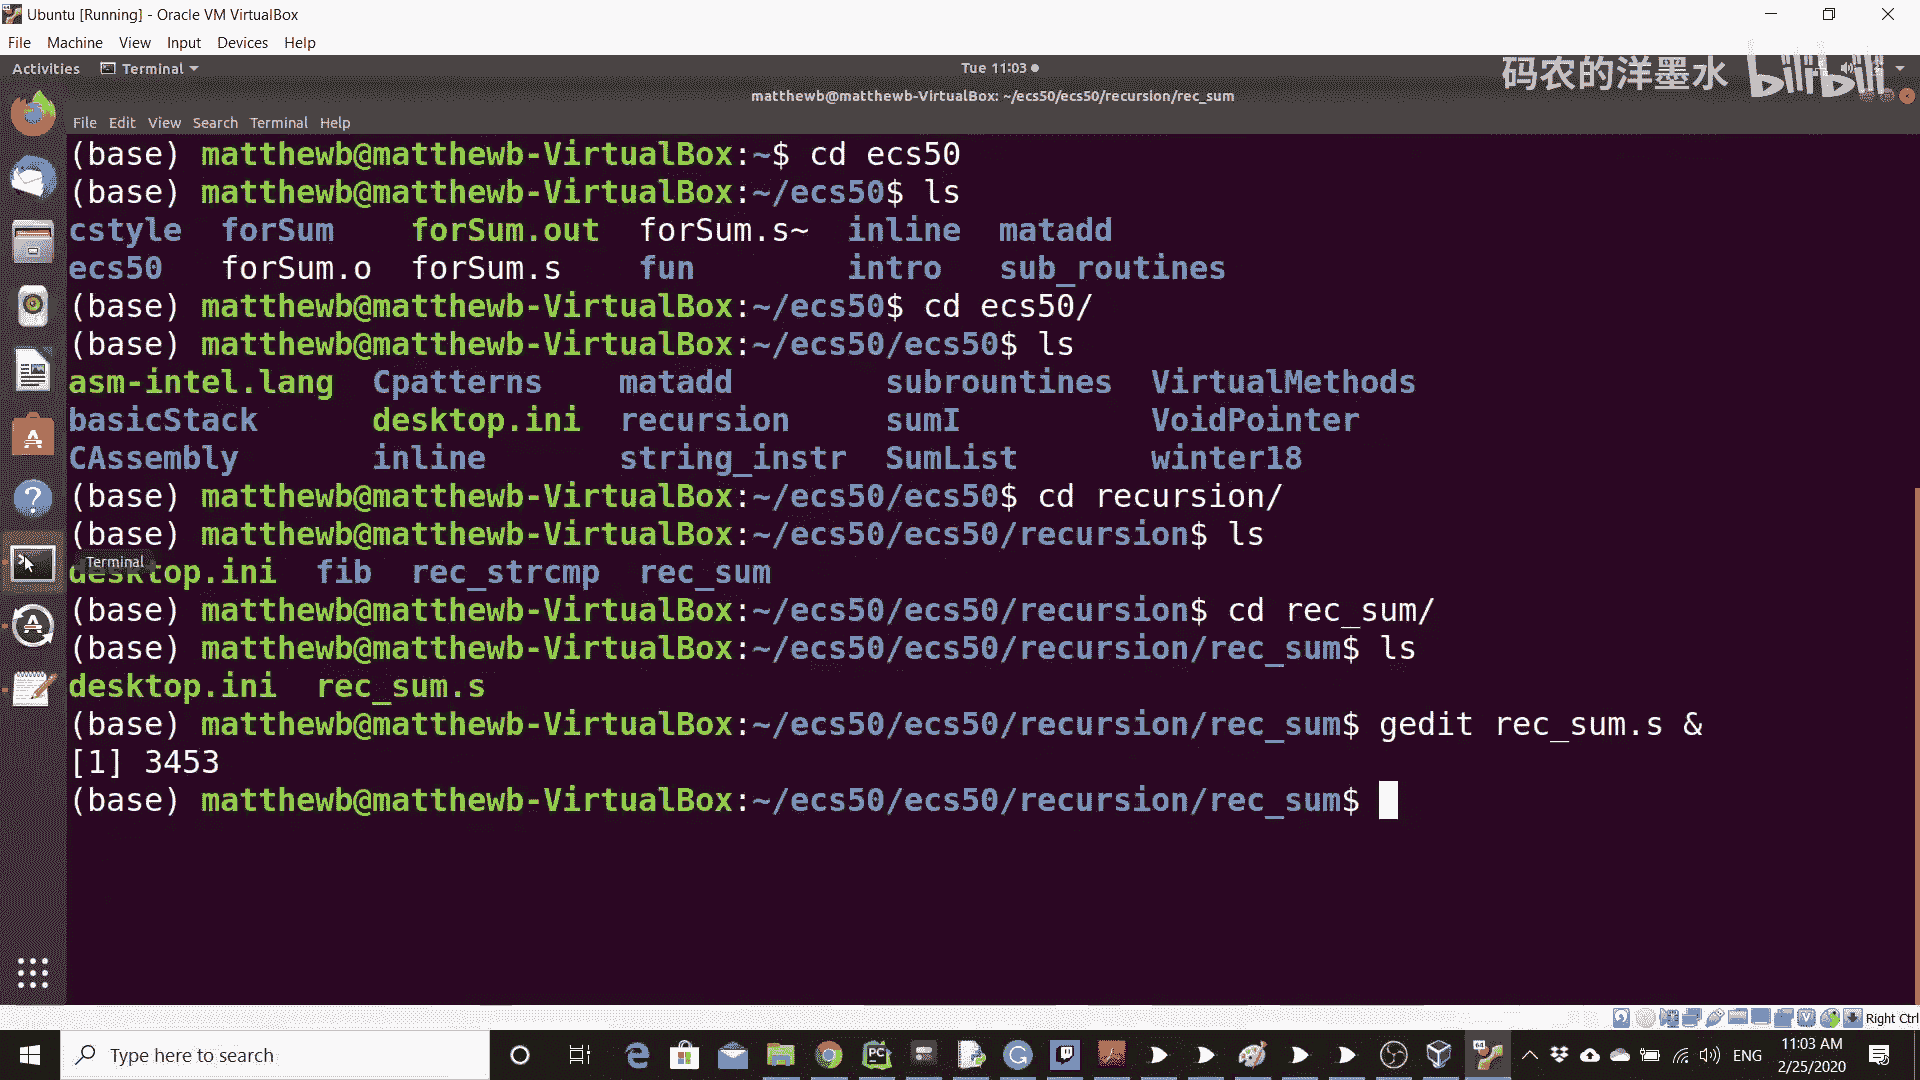 Ubuntu [Running] - Oracle VM VirtualBox
File Machine View Input Devices Help
Activities Terminal Tue 11:03
码农的洋墨水 bilibili
matthewb@matthewb-VirtualBox: ~/ecs50/ecs50/recursion/rec_sum
File Edit View Search Terminal Help
(base) matthewb@matthewb-VirtualBox:~$ cd ecs50
(base) matthewb@matthewb-VirtualBox:~/ecs50$ ls
cstyle forSum forSum.out forSum.s~ inline matadd
ecs50 forSum.o forSum.s fun intro sub_routines
(base) matthewb@matthewb-VirtualBox:~/ecs50$ cd ecs50/
(base) matthewb@matthewb-VirtualBox:~/ecs50/ecs50$ ls
asm-intel.lang Cpatterns matadd subrountines VirtualMethods
basicStack desktop.ini recursion sumI VoidPointer
CAssembly inline string_instr SumList winter18
(base) matthewb@matthewb-VirtualBox:~/ecs50/ecs50$ cd recursion/
(base) matthewb@matthewb-VirtualBox:~/ecs50/ecs50/recursion$ ls
Terminal
desktop.ini fib rec_strcmp rec_sum
(base) matthewb@matthewb-VirtualBox:~/ecs50/ecs50/recursion$ cd rec_sum/
(base) matthewb@matthewb-VirtualBox:~/ecs50/ecs50/recursion/rec_sum$ ls
desktop.ini rec_sum.s
(base) matthewb@matthewb-VirtualBox:~/ecs50/ecs50/recursion/rec_sum$ gedit rec_sum.s &
[1] 3453
(base) matthewb@matthewb-VirtualBox:~/ecs50/ecs50/recursion/rec_sum$
Right Ctrl
Type here to search
ENG
11:03 AM
2/25/2020